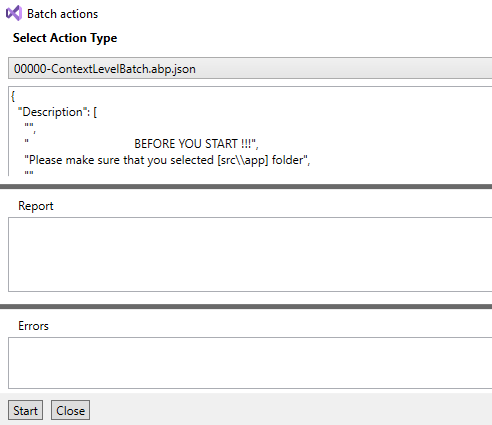 Batch actions
Select Action Type
00000-ContextLevelBatch.abp.json
{
"Description": [
"",
" BEFORE YOU START !!!",
"Please make sure that you selected [src\\app] folder",
""
Report
Errors
Start Close